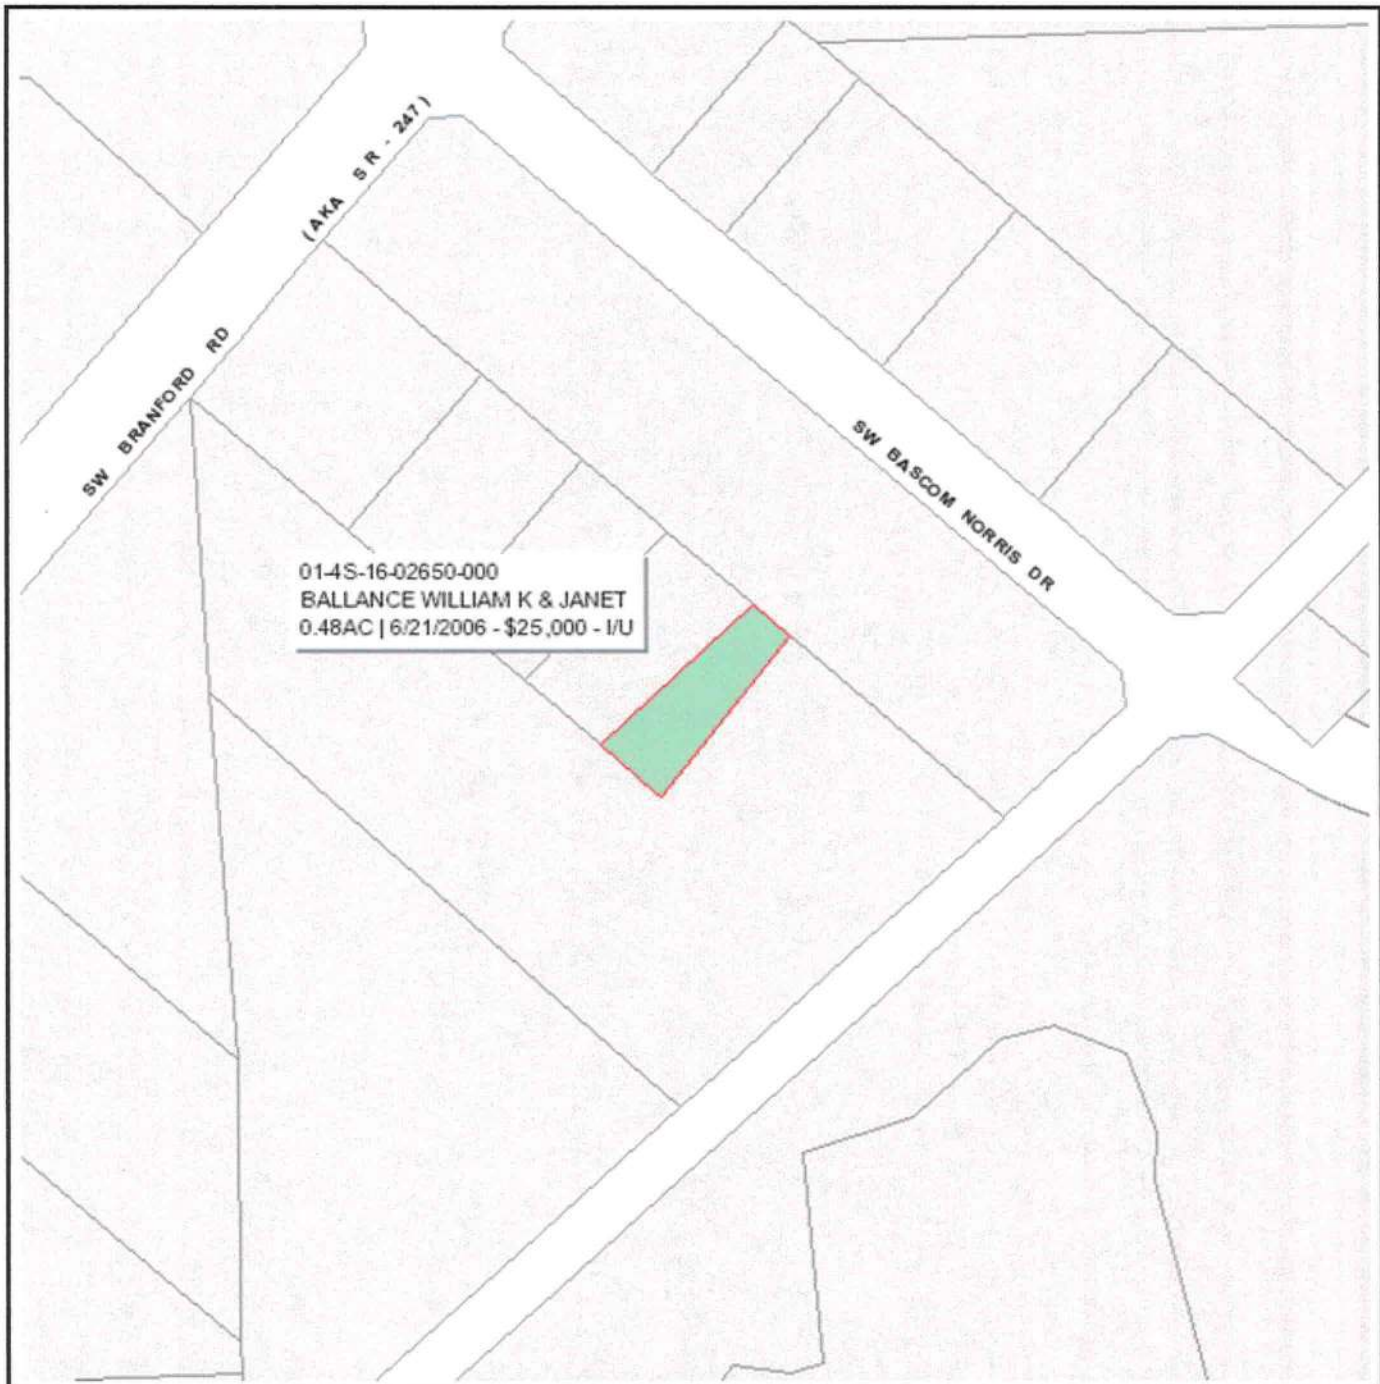 (AKA SR - 247)
SW BRANFORD RD
SW BASCOM NORRIS DR
01-4S-16-02650-000
BALLANCE WILLIAM K & JANET
0.48AC | 6/21/2006 - $25,000 - I/U